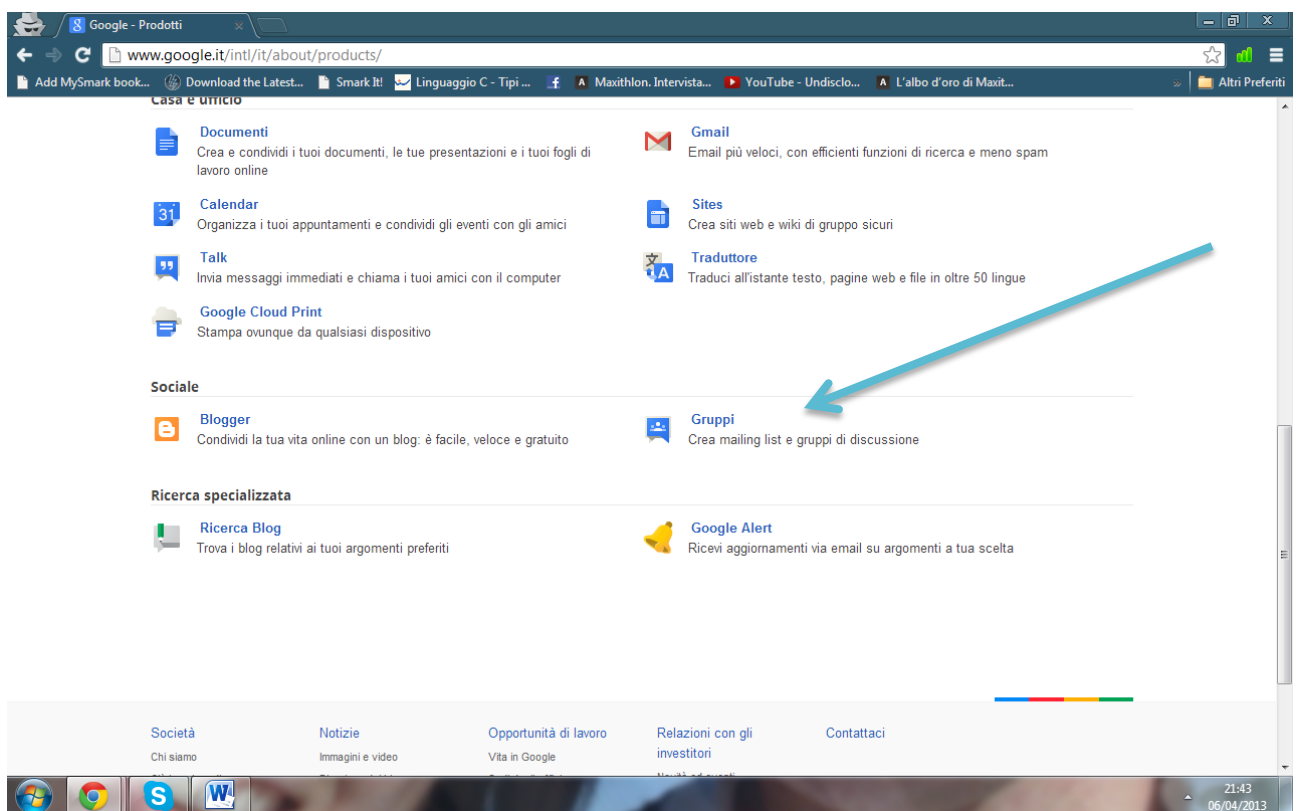 Google - Prodotti
www.google.it/intl/it/about/products/
Add MySmark book... Download the Latest... Smark It! Linguaggio C - Tipi ... Maxithlon. Intervista... YouTube - Undisclo... L'albo d'oro di Maxit... » Altri Preferiti
Casa e ufficio
Documenti
Crea e condividi i tuoi documenti, le tue presentazioni e i tuoi fogli di
lavoro online
Gmail
Email più veloci, con efficienti funzioni di ricerca e meno spam
Calendar
Organizza i tuoi appuntamenti e condividi gli eventi con gli amici
Sites
Crea siti web e wiki di gruppo sicuri
Talk
Invia messaggi immediati e chiama i tuoi amici con il computer
Traduttore
Traduci all'istante testo, pagine web e file in oltre 50 lingue
Google Cloud Print
Stampa ovunque da qualsiasi dispositivo
Sociale
Blogger
Condividi la tua vita online con un blog: è facile, veloce e gratuito
Gruppi
Crea mailing list e gruppi di discussione
Ricerca specializzata
Ricerca Blog
Trova i blog relativi ai tuoi argomenti preferiti
Google Alert
Ricevi aggiornamenti via email su argomenti a tua scelta
Società
Chi siamo
Notizie
Immagini e video
Opportunità di lavoro
Vita in Google
Relazioni con gli
investitori
Contattaci
21:43
06/04/2013